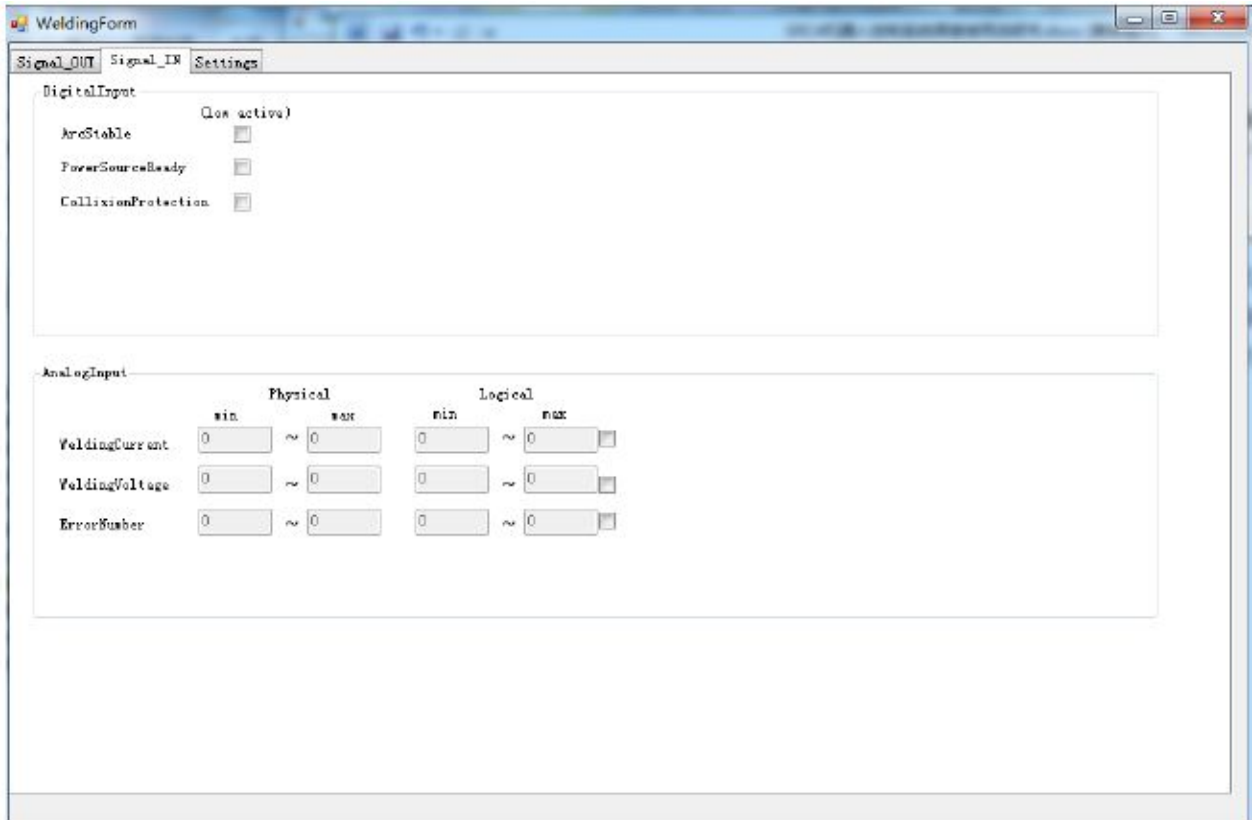 WeldingForm
Signal_OUT Signal_IN Settings
DigitalInput
(low active)
ArcStable
PowerSourceReady
CollixionProtection
AnalogInput
Physical Logical
min max min max
WeldingCurrent 0 ~ 0 0 ~ 0
WeldingVoltage 0 ~ 0 0 ~ 0
ErrorNumber 0 ~ 0 0 ~ 0